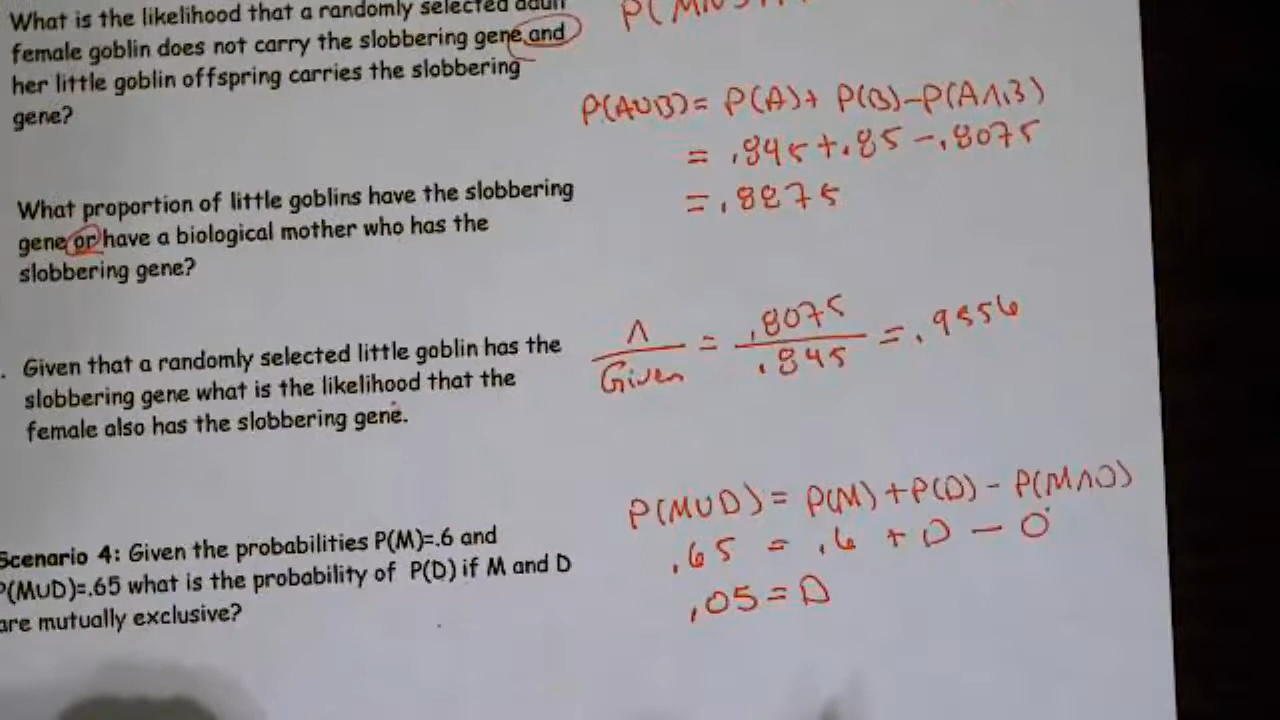 What is the likelihood that a randomly selected adult
female goblin does not carry the slobbering gene and
her little goblin offspring carries the slobbering
gene?
P(A∪B) = P(A) + P(B) - P(A∩B)
= .845 + .85 - .8075
= .8875
What proportion of little goblins have the slobbering
gene or have a biological mother who has the
slobbering gene?
. Given that a randomly selected little goblin has the
slobbering gene what is the likelihood that the
female also has the slobbering gene.
∩ / Given = .8075 / .845 = .9556
P(M∪D) = P(M) + P(D) - P(M∩D)
.65 = .6 + D - 0
.05 = D
Scenario 4: Given the probabilities P(M)=.6 and
P(M∪D)=.65 what is the probability of P(D) if M and D
are mutually exclusive?